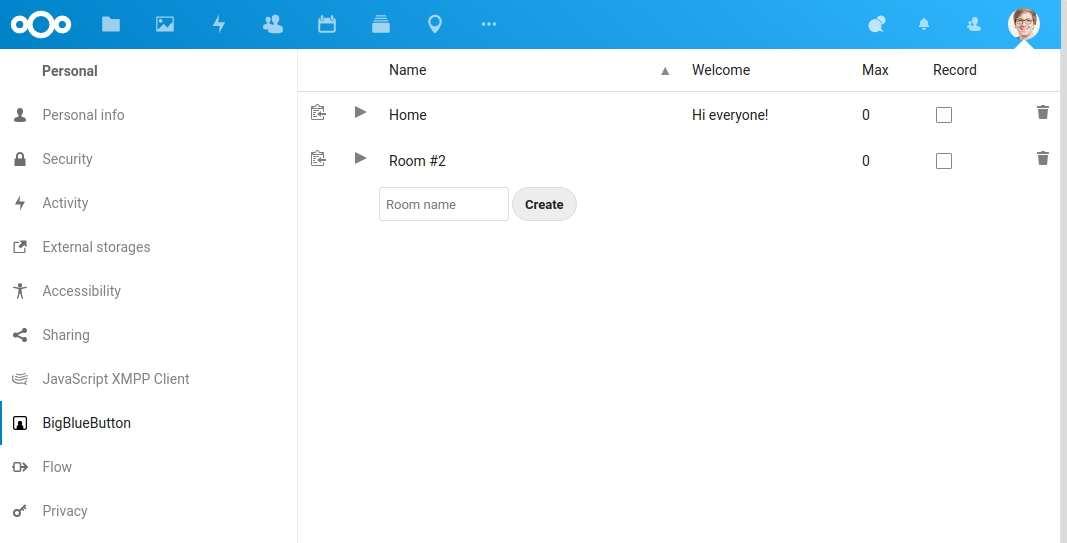 Personal
Personal info
Security
Activity
External storages
Accessibility
Sharing
JavaScript XMPP Client
BigBlueButton
Flow
Privacy
Name ▲ Welcome Max Record
Home Hi everyone! 0
Room #2 0
Room name Create